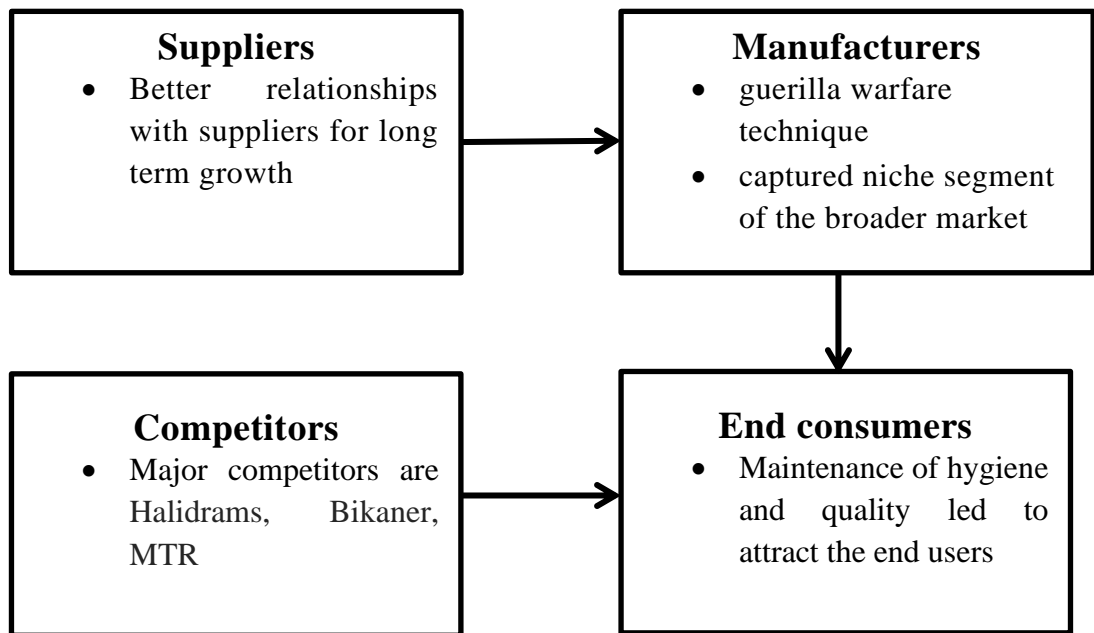 Suppliers
• Better relationships
with suppliers for long
term growth
Manufacturers
• guerilla warfare
technique
• captured niche segment
of the broader market
Competitors
• Major competitors are
Halidrams, Bikaner,
MTR
End consumers
• Maintenance of hygiene
and quality led to
attract the end users